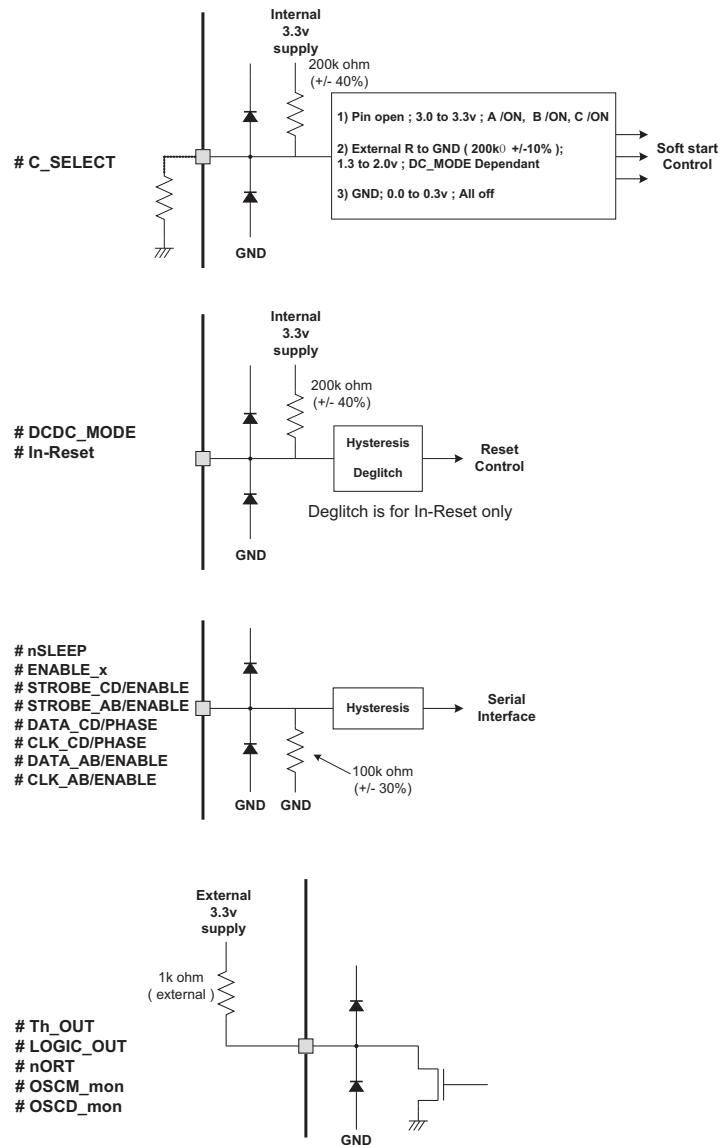 Internal
3.3v
supply
200k ohm
(+/- 40%)
# C_SELECT
1) Pin open ; 3.0 to 3.3v ; A /ON, B /ON, C /ON
2) External R to GND ( 200k0 +/-10% );
1.3 to 2.0v ; DC_MODE Dependant
3) GND; 0.0 to 0.3v ; All off
Soft start
Control
GND
Internal
3.3v
supply
200k ohm
(+/- 40%)
# DCDC_MODE
# In-Reset
Hysteresis
Deglitch
Reset
Control
Deglitch is for In-Reset only
GND
# nSLEEP
# ENABLE_x
# STROBE_CD/ENABLE
# STROBE_AB/ENABLE
# DATA_CD/PHASE
# CLK_CD/PHASE
# DATA_AB/ENABLE
# CLK_AB/ENABLE
Hysteresis
Serial
Interface
100k ohm
(+/- 30%)
GND GND
External
3.3v
supply
1k ohm
( external )
# Th_OUT
# LOGIC_OUT
# nORT
# OSCM_mon
# OSCD_mon
GND